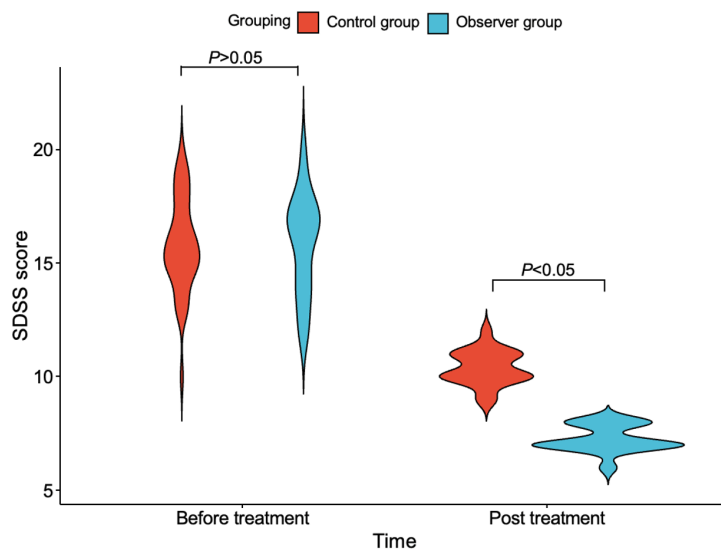 Grouping Control group Observer group
P>0.05
20
15
P<0.05
10
5
SDSS score
Before treatment Post treatment
Time